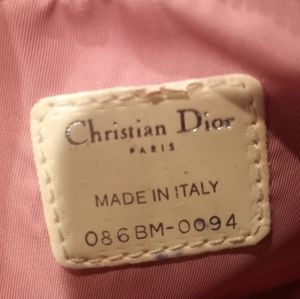 Christian Dior
PARIS
MADE IN ITALY
086BM-0094